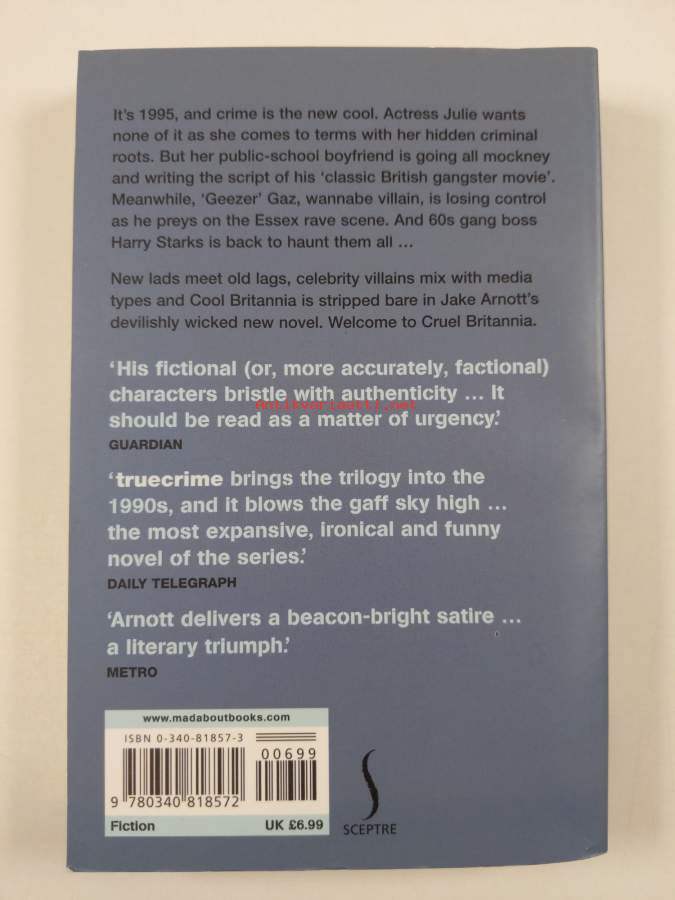 It's 1995, and crime is the new cool. Actress Julie wants
none of it as she comes to terms with her hidden criminal
roots. But her public-school boyfriend is going all mockney
and writing the script of his 'classic British gangster movie'.
Meanwhile, 'Geezer' Gaz, wannabe villain, is losing control
as he preys on the Essex rave scene. And 60s gang boss
Harry Starks is back to haunt them all ...
New lads meet old lags, celebrity villains mix with media
types and Cool Britannia is stripped bare in Jake Arnott's
devilishly wicked new novel. Welcome to Cruel Britannia.
'His fictional (or, more accurately, factional)
characters bristle with authenticity ... It
Antikvariaatti.net
should be read as a matter of urgency.'
GUARDIAN
'truecrime brings the trilogy into the
1990s, and it blows the gaff sky high ...
the most expansive, ironical and funny
novel of the series.'
DAILY TELEGRAPH
'Arnott delivers a beacon-bright satire ...
a literary triumph.'
METRO
www.madaboutbooks.com
ISBN 0-340-81857-3
00699
9 780340 818572
Fiction UK £6.99
SCEPTRE